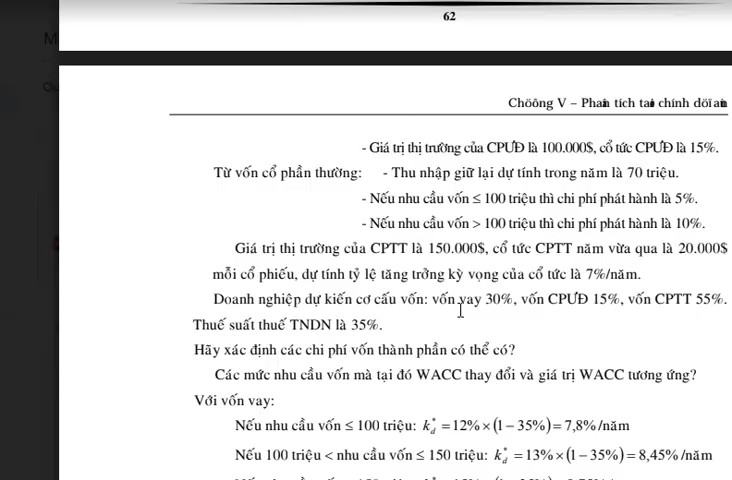 62
Chöông V – Phaân tích taøi chính döï aùn
- Giá trị thị trường của CPƯĐ là 100.000$, cổ tức CPƯĐ là 15%.
Từ vốn cổ phần thường: - Thu nhập giữ lại dự tính trong năm là 70 triệu.
- Nếu nhu cầu vốn ≤ 100 triệu thì chi phí phát hành là 5%.
- Nếu nhu cầu vốn > 100 triệu thì chi phí phát hành là 10%.
Giá trị thị trường của CPTT là 150.000$, cổ tức CPTT năm vừa qua là 20.000$
mỗi cổ phiếu, dự tính tỷ lệ tăng trưởng kỳ vọng của cổ tức là 7%/năm.
Doanh nghiệp dự kiến cơ cấu vốn: vốn vay 30%, vốn CPƯĐ 15%, vốn CPTT 55%.
Thuế suất thuế TNDN là 35%.
Hãy xác định các chi phí vốn thành phần có thể có?
Các mức nhu cầu vốn mà tại đó WACC thay đổi và giá trị WACC tương ứng?
Với vốn vay:
Nếu nhu cầu vốn ≤ 100 triệu: k*d = 12% × (1 – 35%) = 7,8% /năm
Nếu 100 triệu < nhu cầu vốn ≤ 150 triệu: k*d = 13% × (1 – 35%) = 8,45% /năm